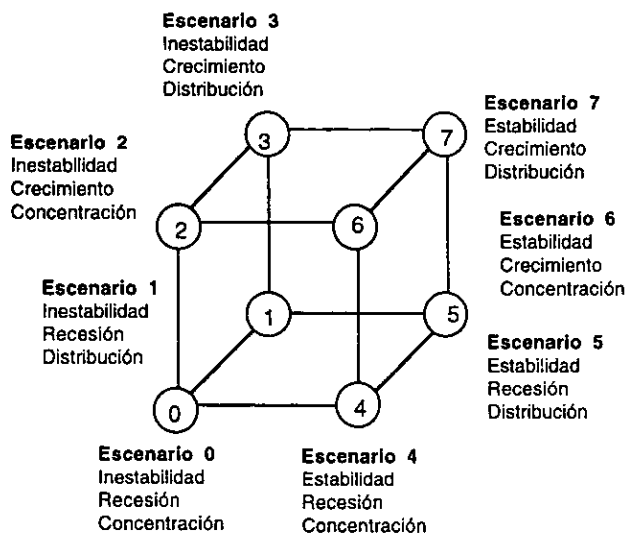 Escenario 3
Inestabilidad
Crecimiento
Distribución
Escenario 7
Estabilidad
Crecimiento
Distribución
Escenario 2
Inestabilidad
Crecimiento
Concentración
3
7
2
6
Escenario 6
Estabilidad
Crecimiento
Concentración
Escenario 1
Inestabilidad
Recesión
Distribución
1
5
Escenario 5
Estabilidad
Recesión
Distribución
0
4
Escenario 0
Inestabilidad
Recesión
Concentración
Escenario 4
Estabilidad
Recesión
Concentración